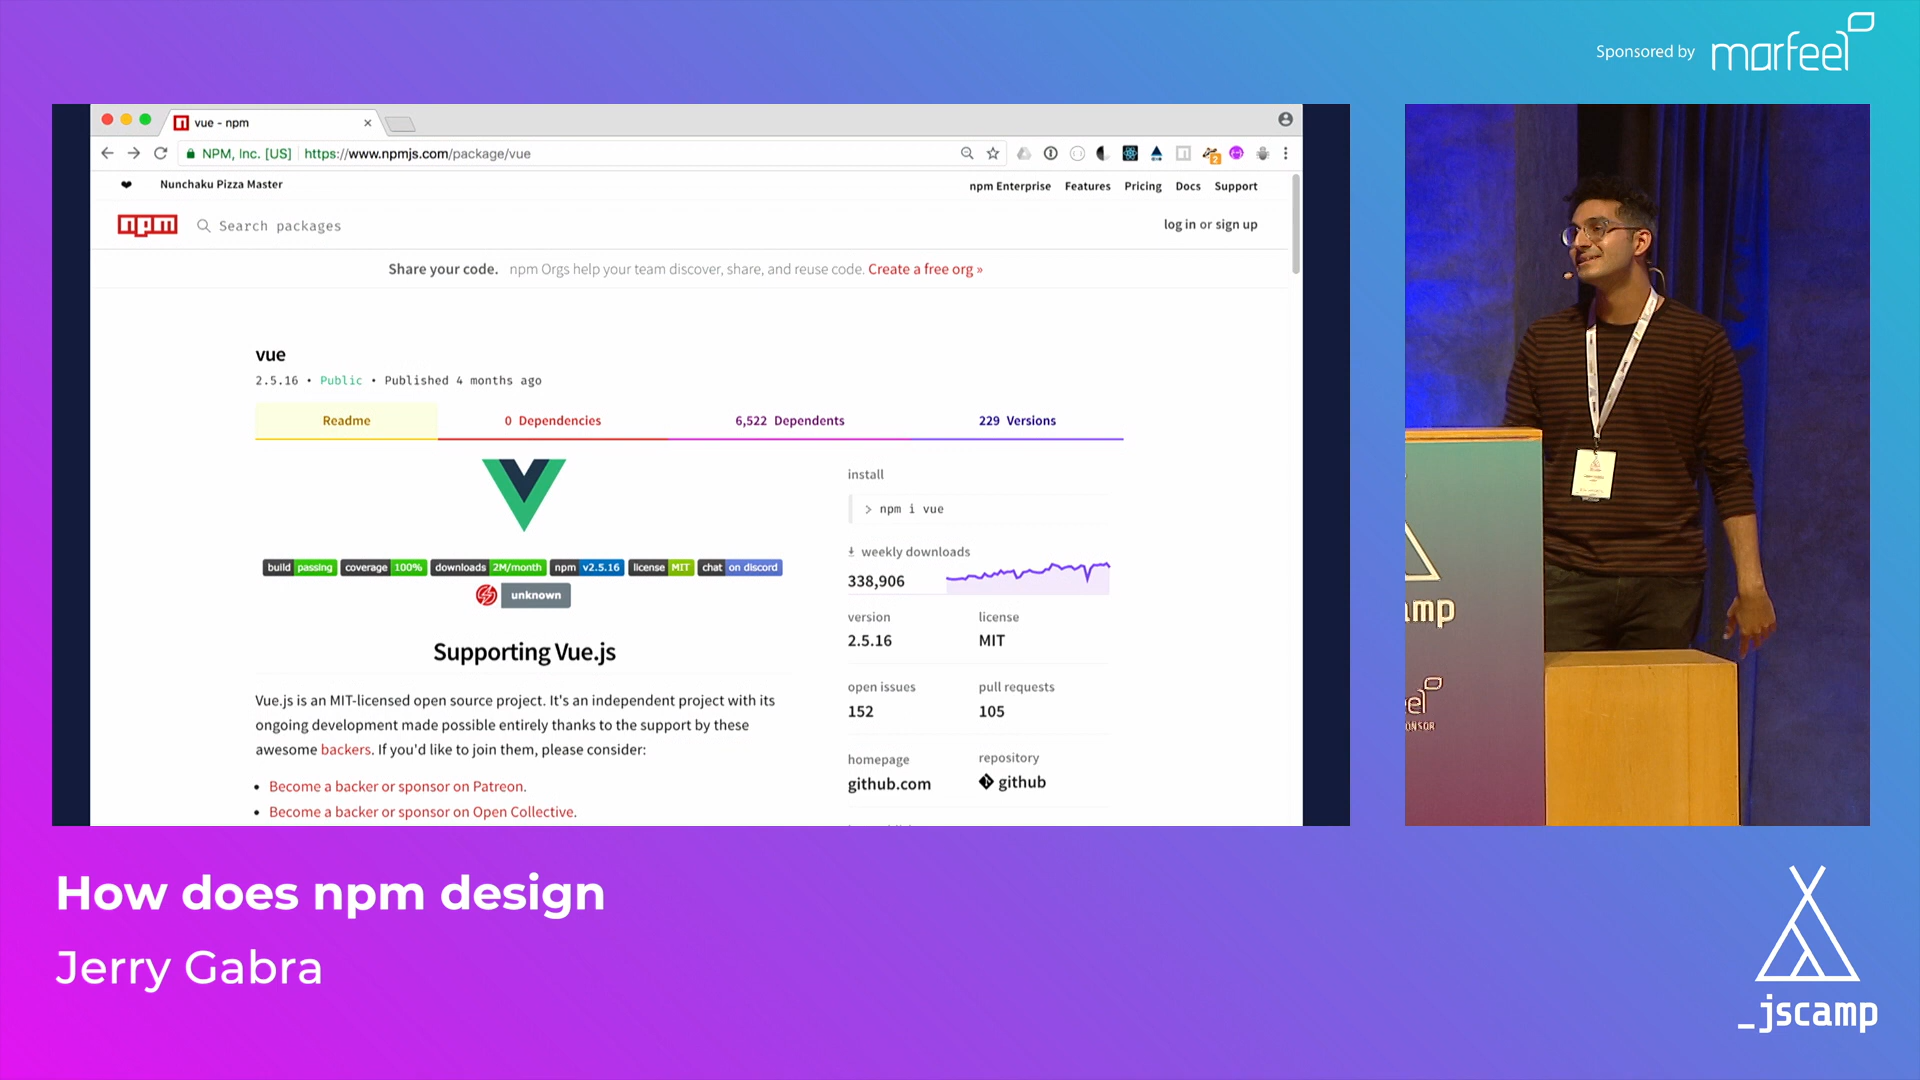 Sponsored by marfeel
vue - npm
NPM, Inc. [US] https://www.npmjs.com/package/vue
2
Nunchaku Pizza Master
npm Enterprise Features Pricing Docs Support
npm Search packages
log in or sign up
Share your code. npm Orgs help your team discover, share, and reuse code. Create a free org »
vue
2.5.16 • Public • Published 4 months ago
Readme 0 Dependencies 6,522 Dependents 229 Versions
build passing coverage 100% downloads 2M/month npm v2.5.16 license MIT chat on discord
unknown
Supporting Vue.js
Vue.js is an MIT-licensed open source project. It's an independent project with its
ongoing development made possible entirely thanks to the support by these
awesome backers. If you'd like to join them, please consider:
• Become a backer or sponsor on Patreon.
• Become a backer or sponsor on Open Collective.
install
> npm i vue
weekly downloads
338,906
version license
2.5.16 MIT
open issues pull requests
152 105
homepage repository
github.com github
amp
eel
ONSOR
How does npm design
Jerry Gabra
_jscamp